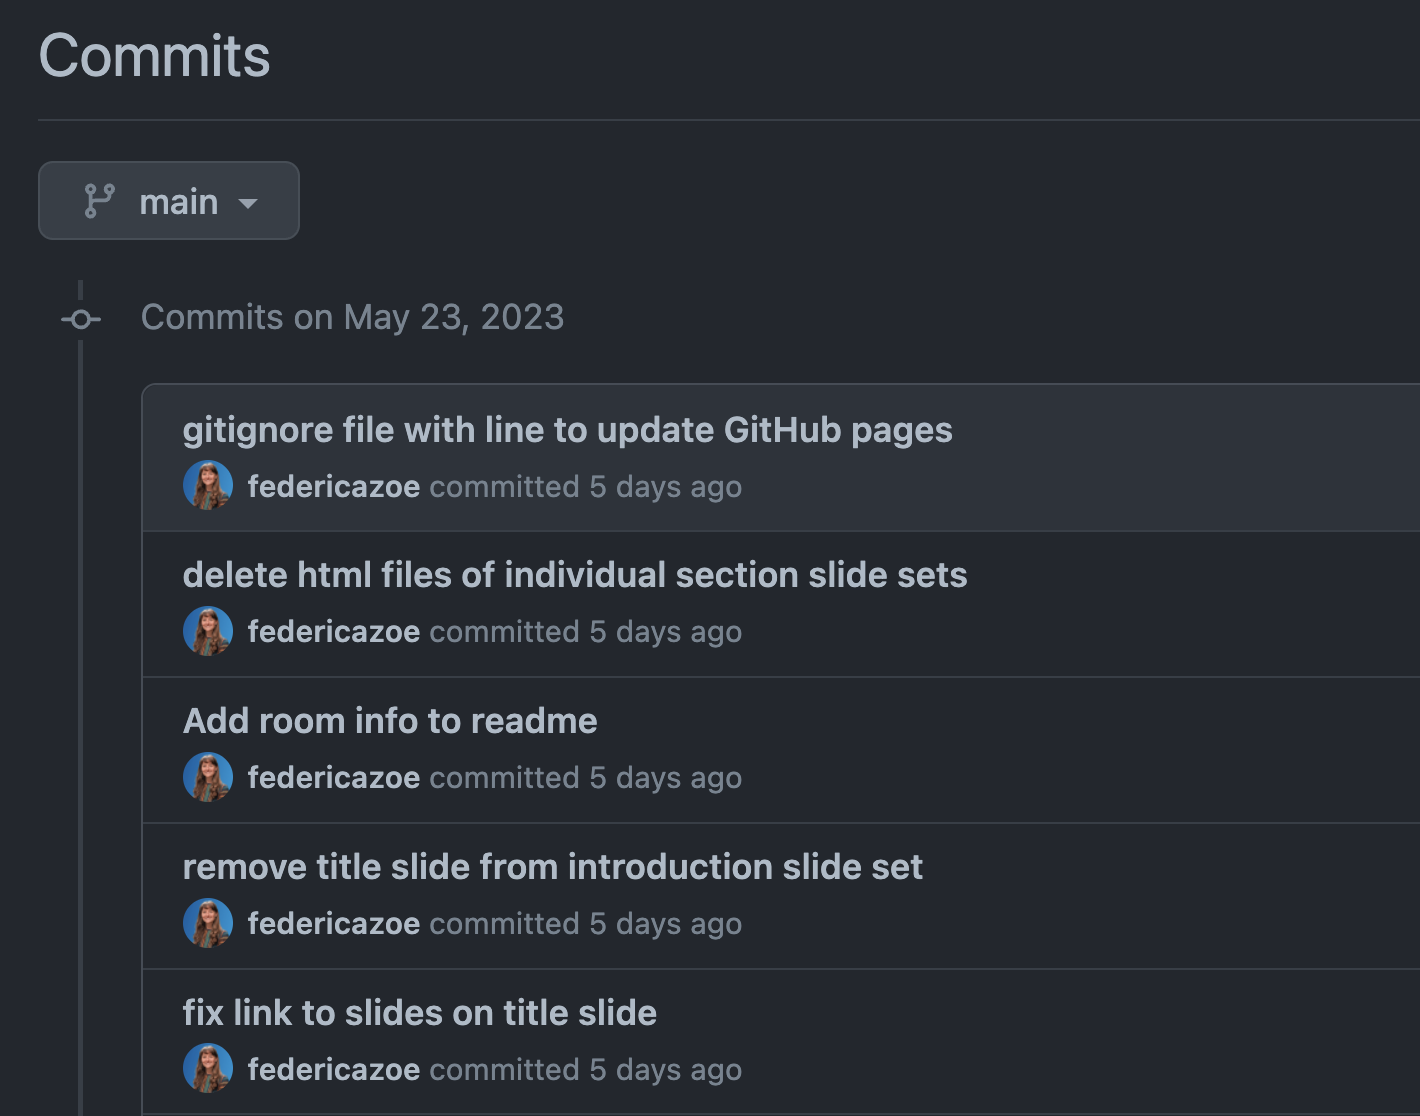 Commits
main
Commits on May 23, 2023
gitignore file with line to update GitHub pages
federicazoe committed 5 days ago
delete html files of individual section slide sets
federicazoe committed 5 days ago
Add room info to readme
federicazoe committed 5 days ago
remove title slide from introduction slide set
federicazoe committed 5 days ago
fix link to slides on title slide
federicazoe committed 5 days ago